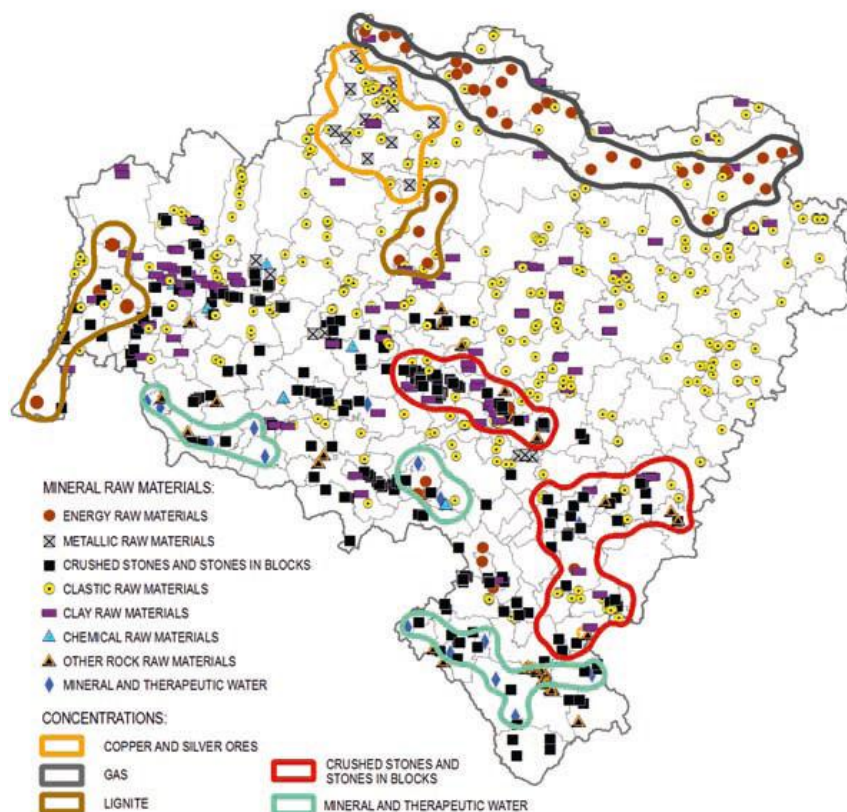 MINERAL RAW MATERIALS:
ENERGY RAW MATERIALS
METALLIC RAW MATERIALS
CRUSHED STONES AND STONES IN BLOCKS
CLASTIC RAW MATERIALS
CLAY RAW MATERIALS
CHEMICAL RAW MATERIALS
OTHER ROCK RAW MATERIALS
MINERAL AND THERAPEUTIC WATER
CONCENTRATIONS:
COPPER AND SILVER ORES
GAS
LIGNITE
CRUSHED STONES AND
STONES IN BLOCKS
MINERAL AND THERAPEUTIC WATER